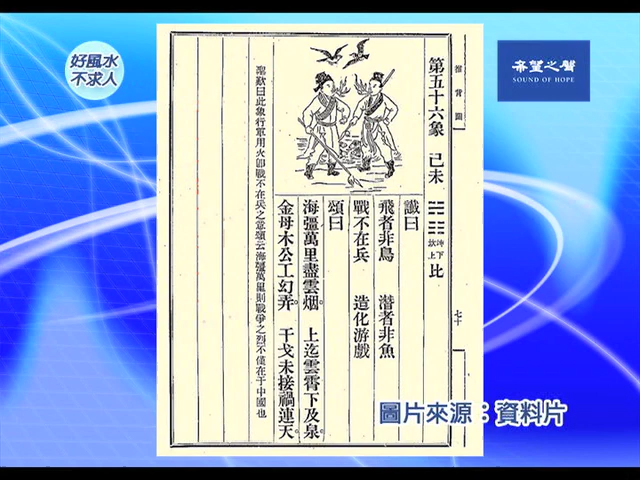 好風水
不求人
希望之聲
SOUND OF HOPE
推背圖
第五十六象 己未
坤下
坎上
比
七十
讖曰
飛者非鳥 潛者非魚
戰不在兵 造化游戲
頌曰
海疆萬里盡雲烟。 上迄雲霄下及泉。
金母木公工幻弄。 干戈未接禍連天。
聖歎曰此象行軍用火卽戰不在兵之意頌云海疆萬里則戰爭之烈不僅在于中國也
圖片來源：資料片